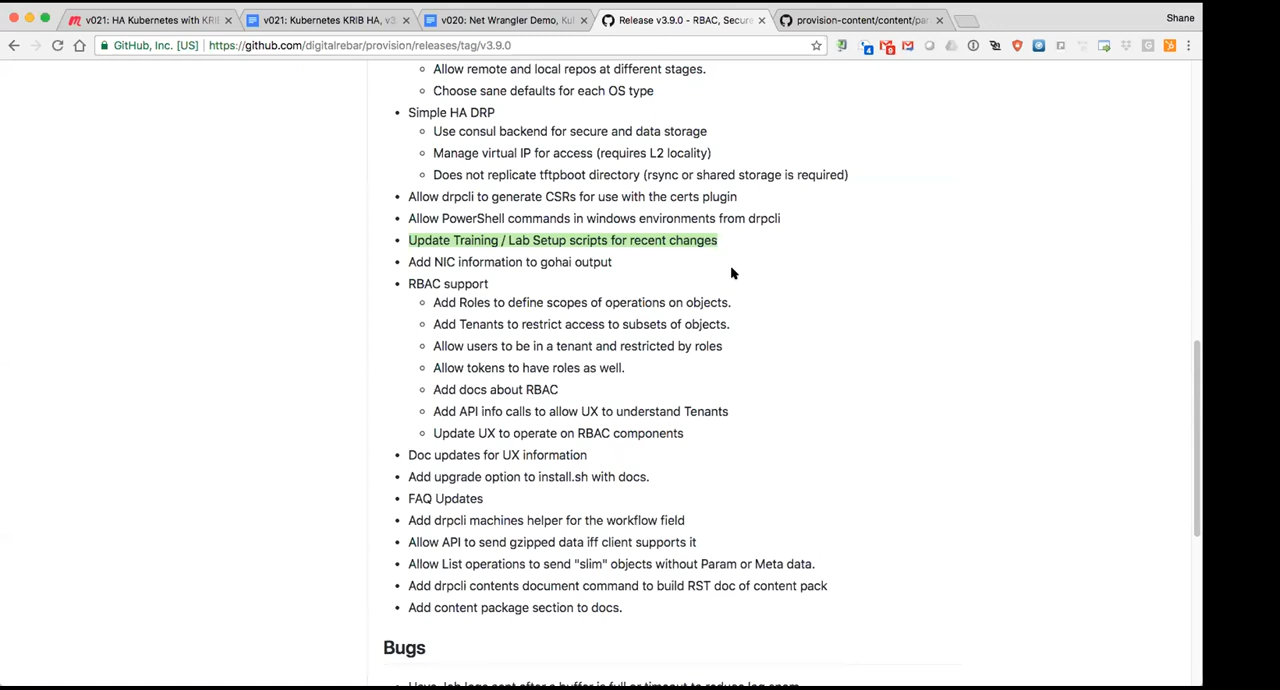 v021: HA Kubernetes with KRI
v021: Kubernetes KRIB HA, v3
v020: Net Wrangler Demo, Ku
Release v3.9.0 - RBAC, Secure
provision-content/content/par
Shane
GitHub, Inc. [US]
https://github.com/digitalrebar/provision/releases/tag/v3.9.0
Allow remote and local repos at different stages.
Choose sane defaults for each OS type
Simple HA DRP
Use consul backend for secure and data storage
Manage virtual IP for access (requires L2 locality)
Does not replicate tftpboot directory (rsync or shared storage is required)
Allow drpcli to generate CSRs for use with the certs plugin
Allow PowerShell commands in windows environments from drpcli
Update Training / Lab Setup scripts for recent changes
Add NIC information to gohai output
RBAC support
Add Roles to define scopes of operations on objects.
Add Tenants to restrict access to subsets of objects.
Allow users to be in a tenant and restricted by roles
Allow tokens to have roles as well.
Add docs about RBAC
Add API info calls to allow UX to understand Tenants
Update UX to operate on RBAC components
Doc updates for UX information
Add upgrade option to install.sh with docs.
FAQ Updates
Add drpcli machines helper for the workflow field
Allow API to send gzipped data iff client supports it
Allow List operations to send "slim" objects without Param or Meta data.
Add drpcli contents document command to build RST doc of content pack
Add content package section to docs.
Bugs